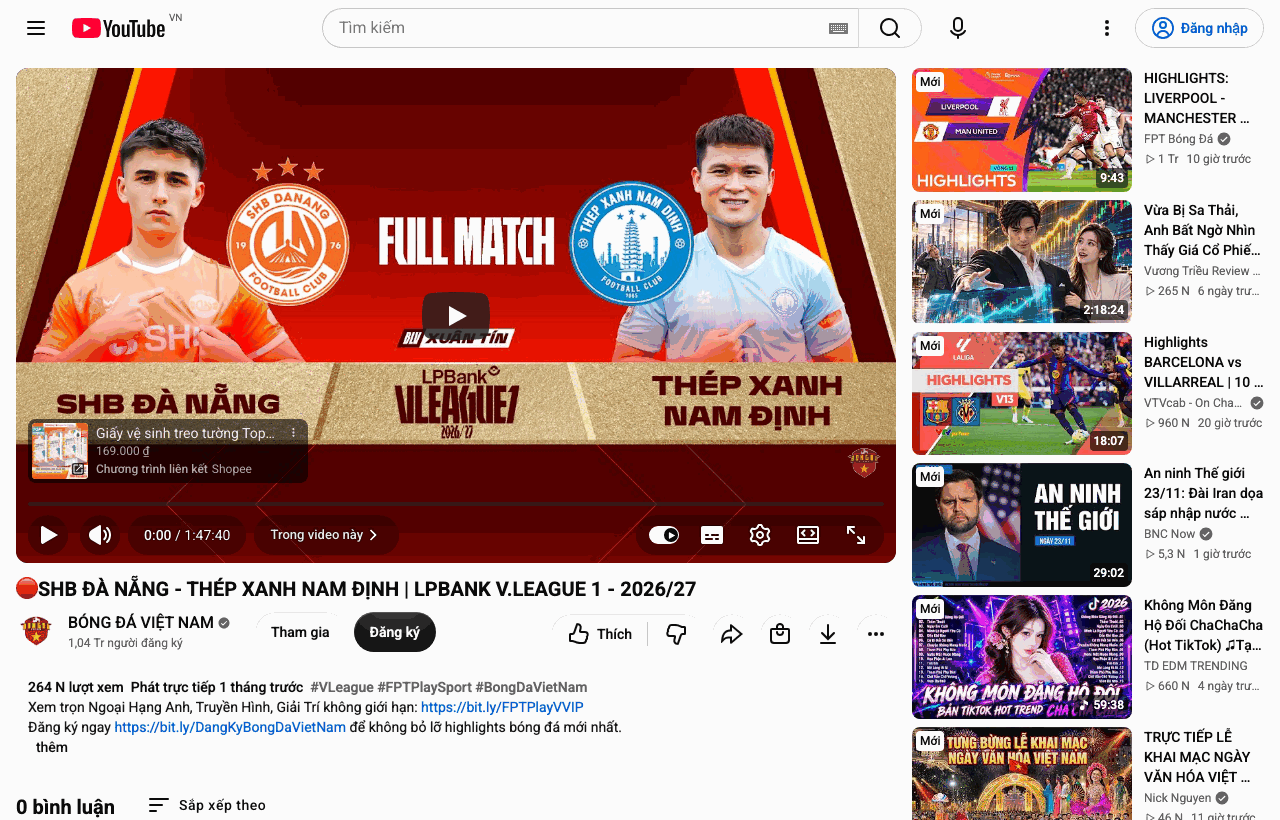 YouTube VN
Tìm kiếm
Đăng nhập
SHB DANANG
19 76
FOOTBALL CLUB
FULL MATCH
THEP XANH NAM DINH
FOOTBALL CLUB
1965
SHB
BLV XUÂN TÍN
SHB ĐÀ NẴNG
LPBank
VLEAGUE1
2026/27
THÉP XANH
NAM ĐỊNH
Giấy vệ sinh treo tường Top...
169.000 ₫
Chương trình liên kết Shopee
0:00 / 1:47:40
Trong video này
🔴SHB ĐÀ NẴNG - THÉP XANH NAM ĐỊNH | LPBANK V.LEAGUE 1 - 2026/27
BÓNG ĐÁ VIỆT NAM
1,04 Tr người đăng ký
Tham gia
Đăng ký
Thích
264 N lượt xem Phát trực tiếp 1 tháng trước #VLeague #FPTPlaySport #BongDaVietNam
Xem trọn Ngoại Hạng Anh, Truyền Hình, Giải Trí không giới hạn: https://bit.ly/FPTPlayVVIP
Đăng ký ngay https://bit.ly/DangKyBongDaVietNam để không bỏ lỡ highlights bóng đá mới nhất.
thêm
0 bình luận
Sắp xếp theo
Mới
LIVERPOOL
MAN UNITED
VÒNG 12
HIGHLIGHTS
9:43
HIGHLIGHTS:
LIVERPOOL -
MANCHESTER ...
FPT Bóng Đá
1 Tr 10 giờ trước
Mới
2:18:24
Vừa Bị Sa Thải,
Anh Bất Ngờ Nhìn
Thấy Giá Cổ Phiế...
Vương Triều Review ...
265 N 6 ngày trư...
Mới
LALIGA
HIGHLIGHTS
V13
18:07
Highlights
BARCELONA vs
VILLARREAL | 10 ...
VTVcab - On Cha...
960 N 20 giờ trước
Mới
AN NINH
THẾ GIỚI
NGÀY 23/11
29:02
An ninh Thế giới
23/11: Đài Iran dọa
sáp nhập nước ...
BNC Now
5,3 N 1 giờ trước
Mới
2026
KHÔNG MÔN ĐĂNG HỘ ĐỐI
BẢN TIKTOK HOT TREND CHA CHA CHA
59:38
Không Môn Đăng
Hộ Đối ChaChaCha
(Hot TikTok) ♫Tạ...
TD EDM TRENDING
660 N 4 ngày trư...
Mới
TƯNG BỪNG LỄ KHAI MẠC
NGÀY VĂN HÓA VIỆT NAM
TRỰC TIẾP LỄ
KHAI MẠC NGÀY
VĂN HÓA VIỆT ...
Nick Nguyen
46 N 11 giờ trước